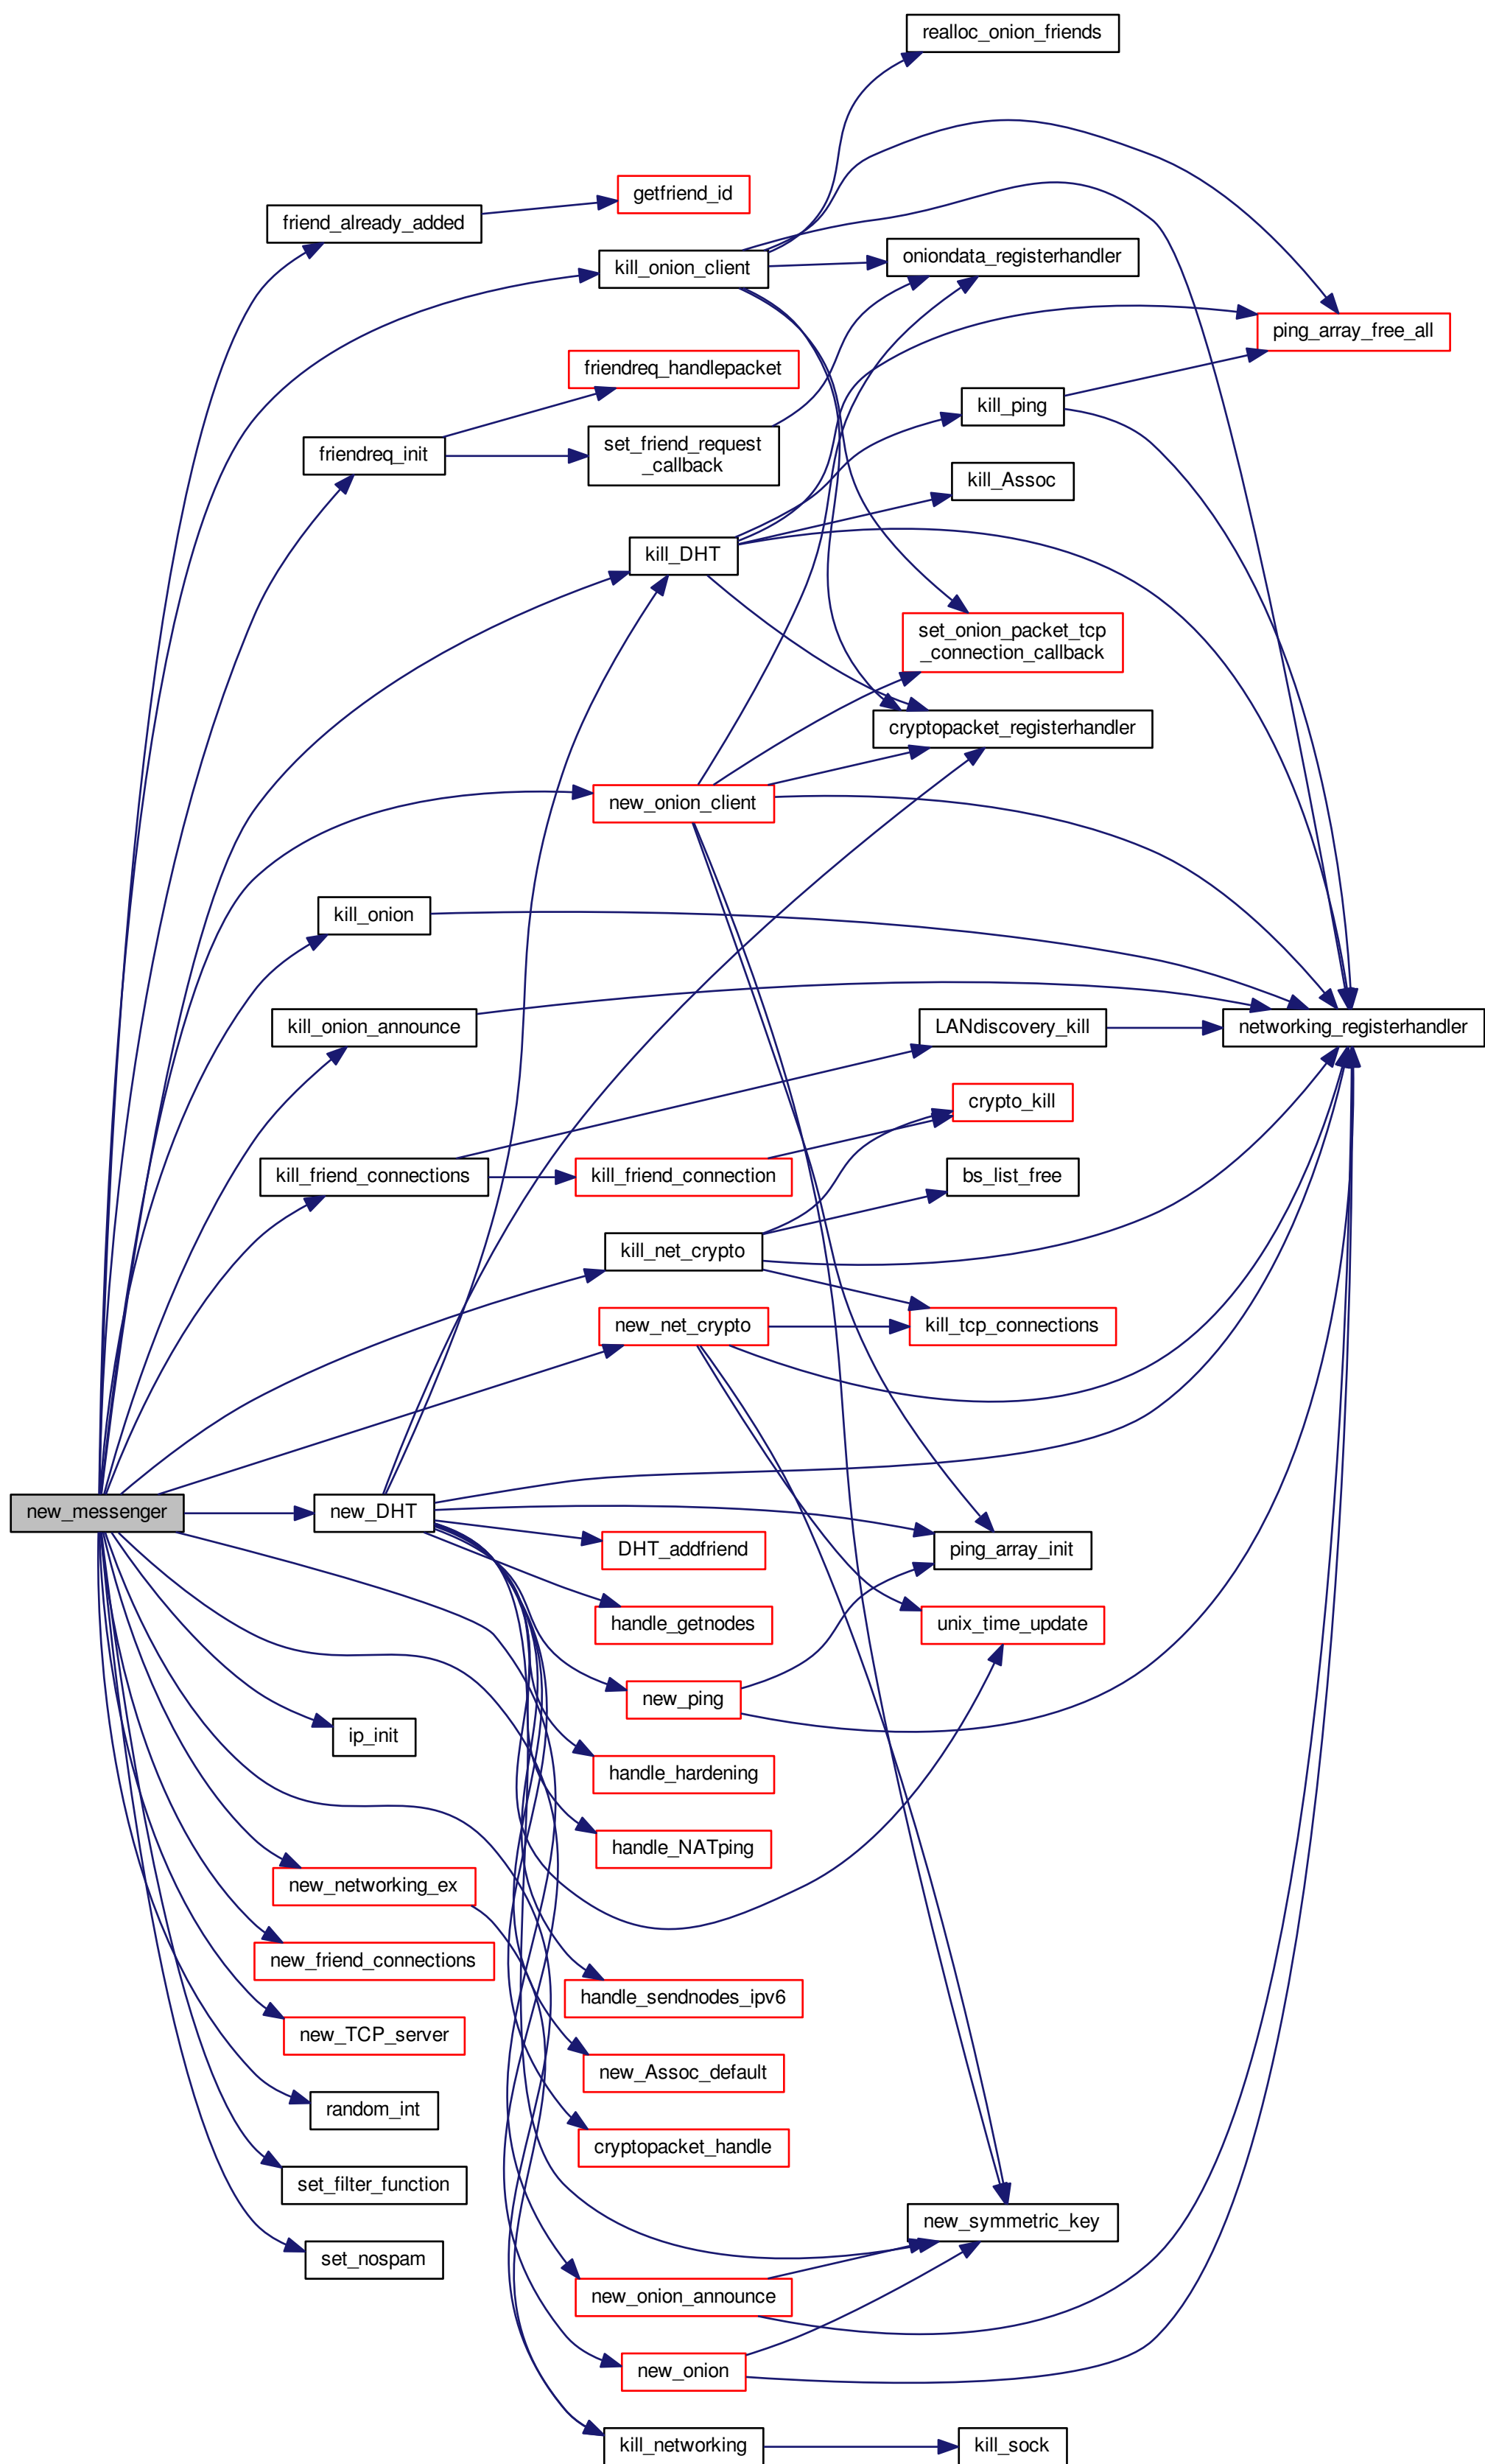 realloc_onion_friends
getfriend_id
friend_already_added
oniondata_registerhandler
kill_onion_client
ping_array_free_all
friendreq_handlepacket
kill_ping
friendreq_init
set_friend_request
_callback
kill_Assoc
kill_DHT
set_onion_packet_tcp
_connection_callback
cryptopacket_registerhandler
new_onion_client
kill_onion
kill_onion_announce
LANdiscovery_kill
networking_registerhandler
crypto_kill
kill_friend_connections
kill_friend_connection
bs_list_free
kill_net_crypto
new_net_crypto
kill_tcp_connections
new_messenger
new_DHT
DHT_addfriend
ping_array_init
handle_getnodes
unix_time_update
new_ping
ip_init
handle_hardening
handle_NATping
new_networking_ex
new_friend_connections
handle_sendnodes_ipv6
new_TCP_server
new_Assoc_default
random_int
cryptopacket_handle
set_filter_function
new_symmetric_key
set_nospam
new_onion_announce
new_onion
kill_networking
kill_sock